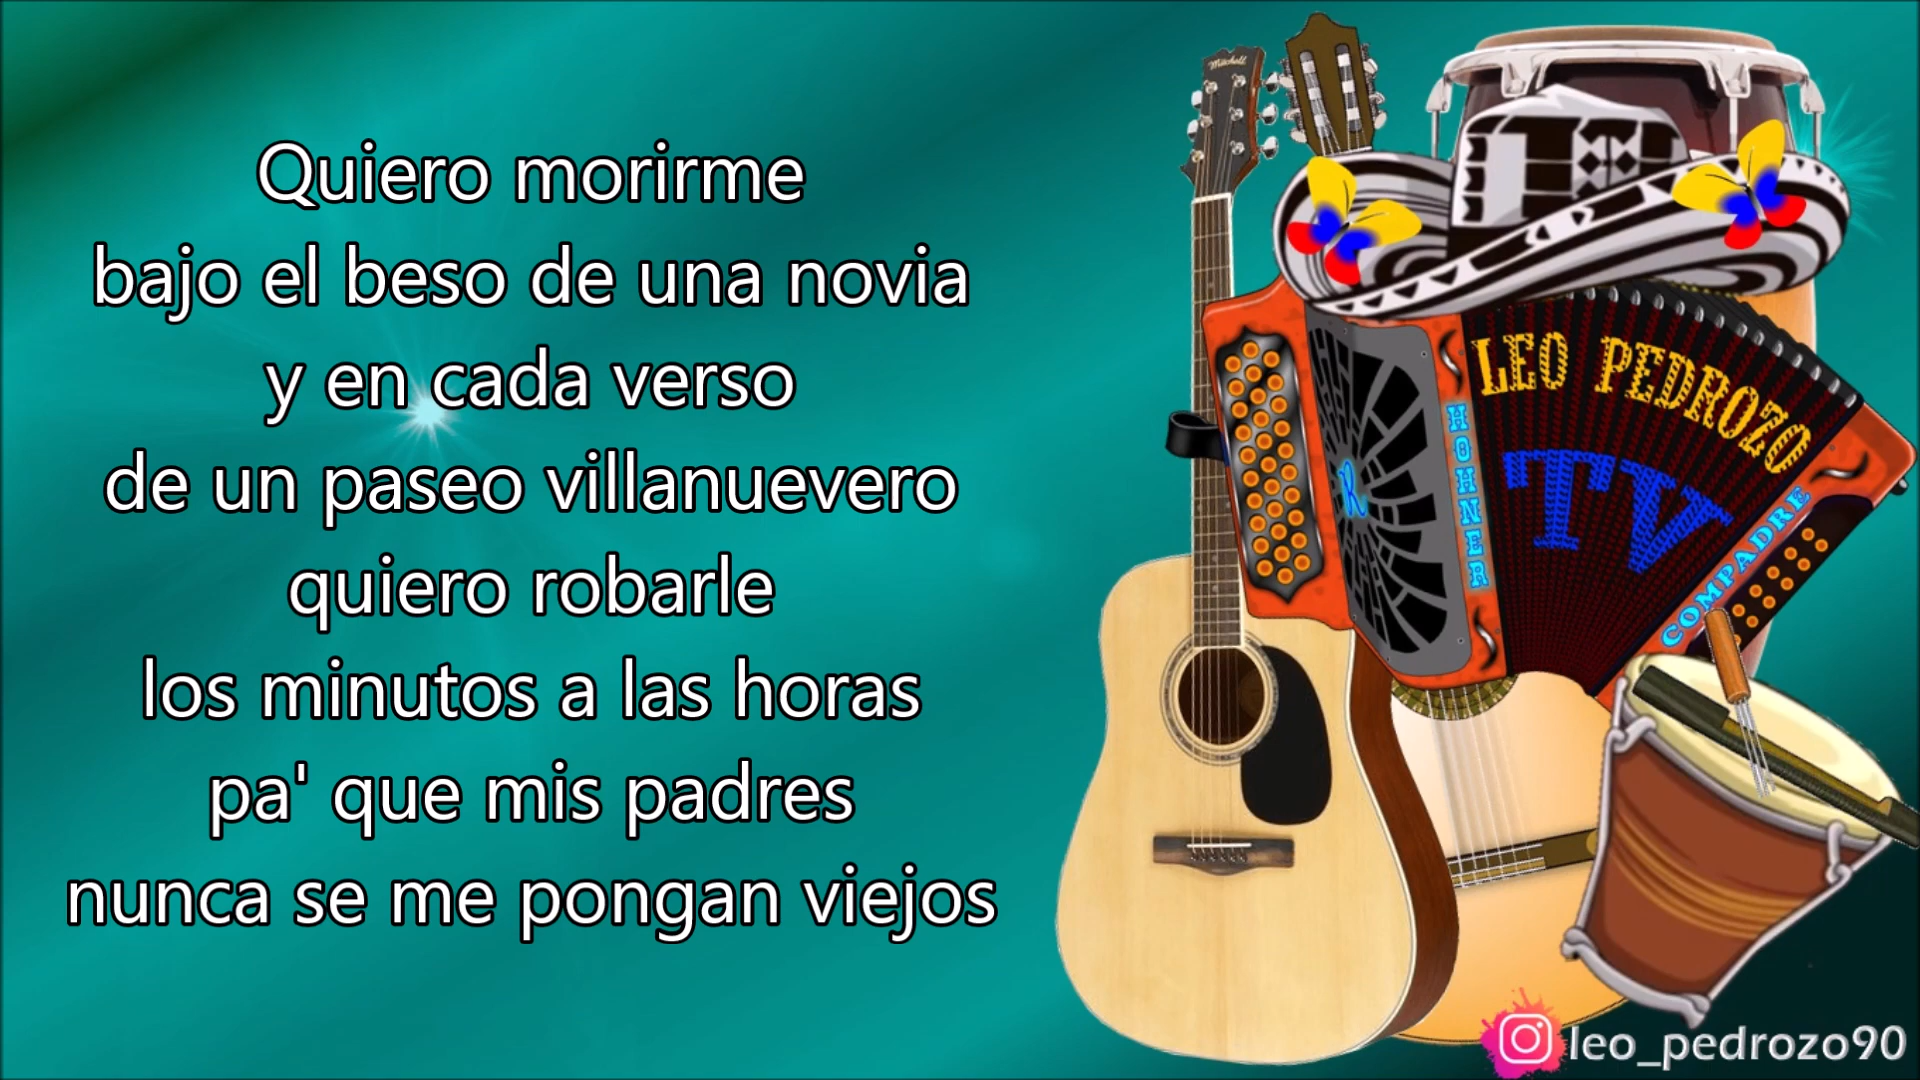 Quiero morirme
bajo el beso de una novia
y en cada verso
de un paseo villanuevero
quiero robarle
los minutos a las horas
pa' que mis padres
nunca se me pongan viejos
Mitchell
LEO PEDROZO
TV
HOHNER
R
COMPADRE
leo_pedrozo90